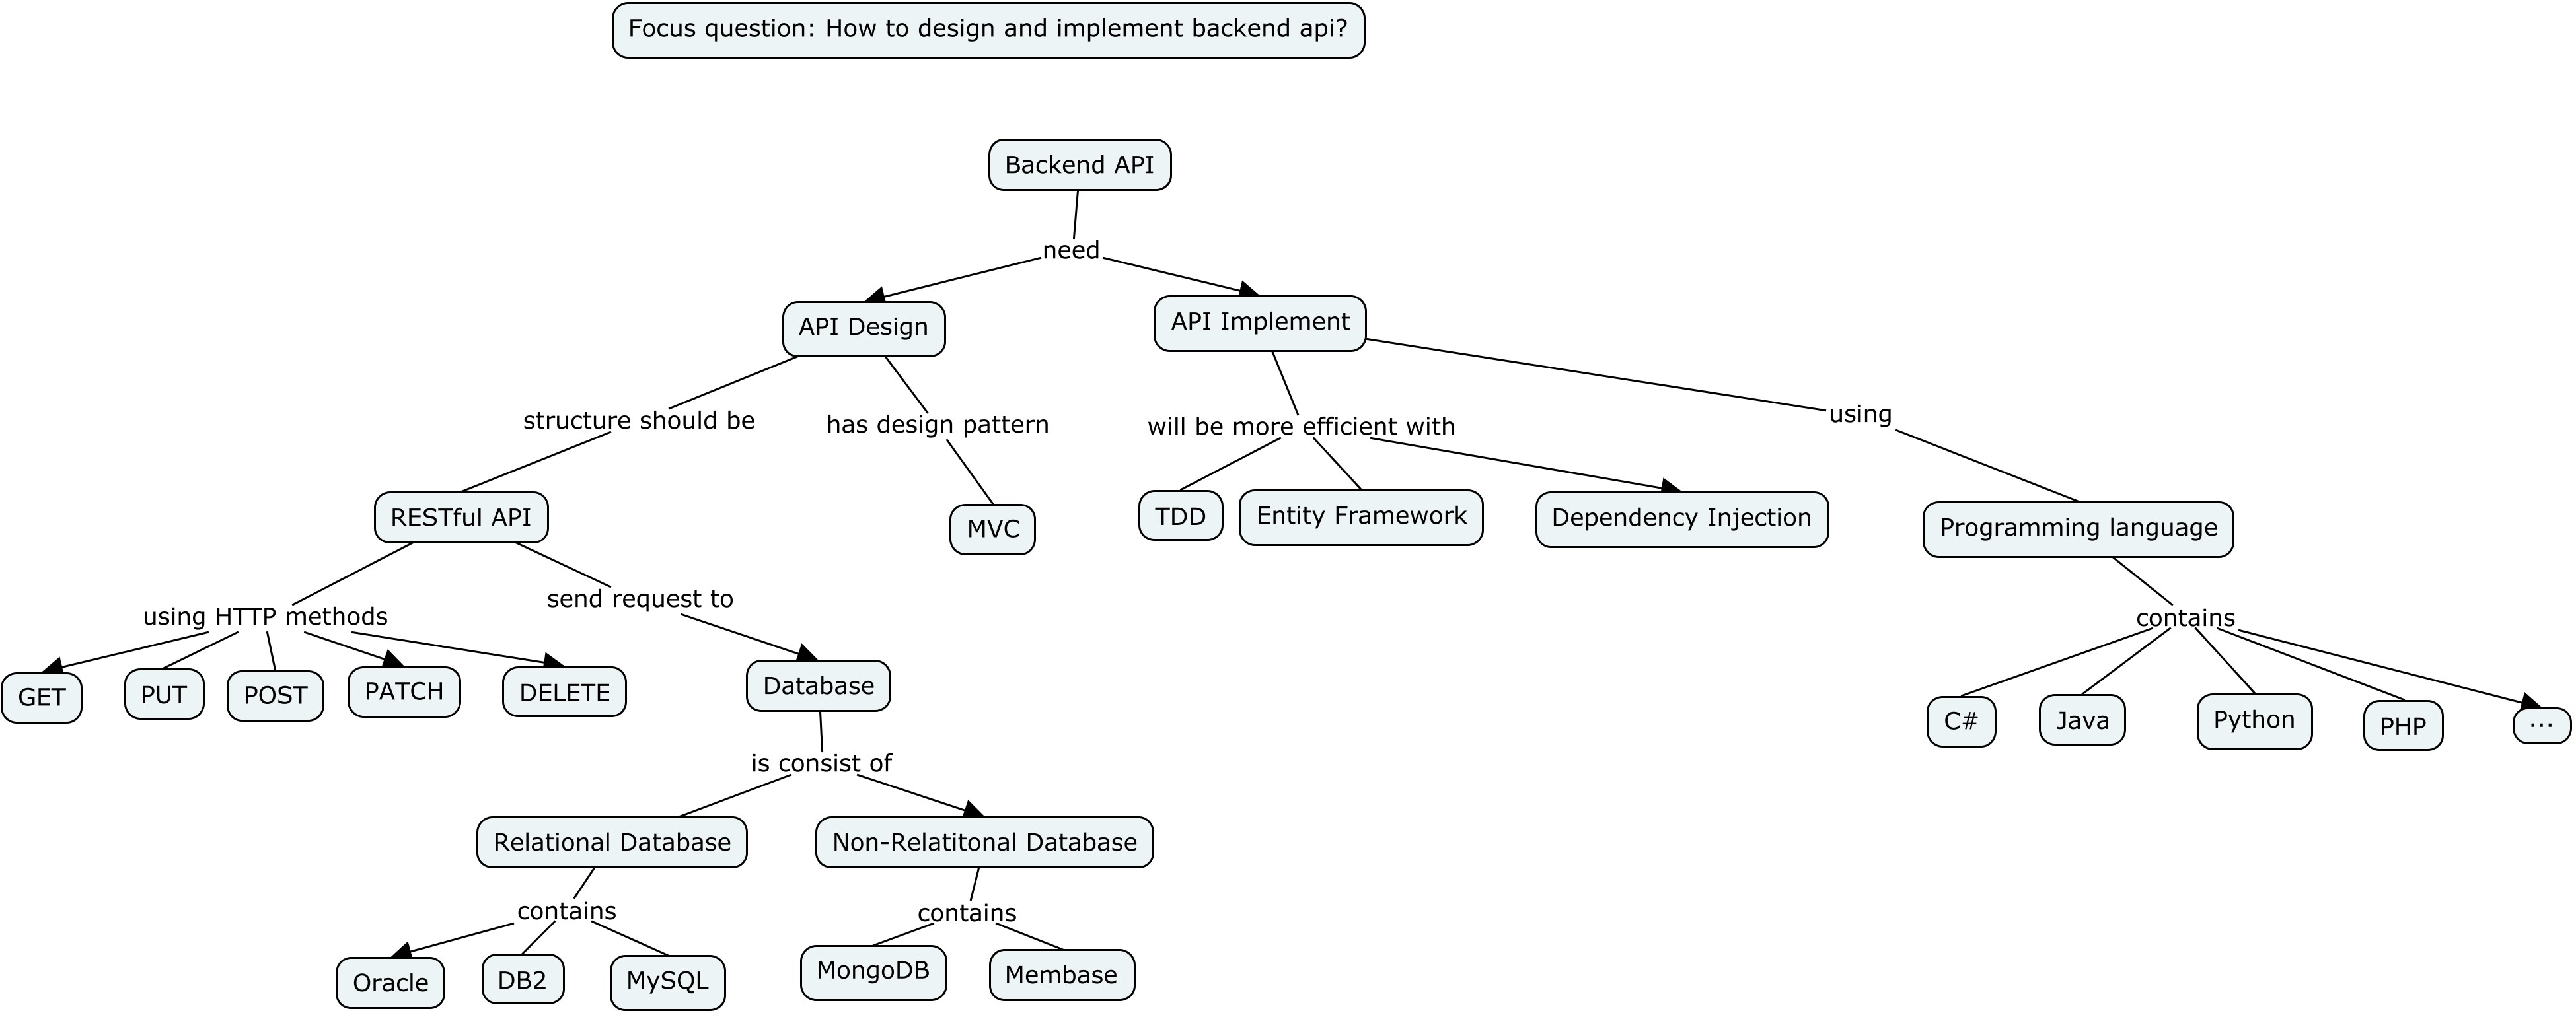 Focus question: How to design and implement backend api?
Backend API
need
API Design
API Implement
structure should be
has design pattern
will be more efficient with
using
RESTful API
MVC
TDD
Entity Framework
Dependency Injection
Programming language
using HTTP methods
send request to
contains
GET
PUT
POST
PATCH
DELETE
Database
C#
Java
Python
PHP
...
is consist of
Relational Database
Non-Relatitonal Database
contains
contains
Oracle
DB2
MySQL
MongoDB
Membase